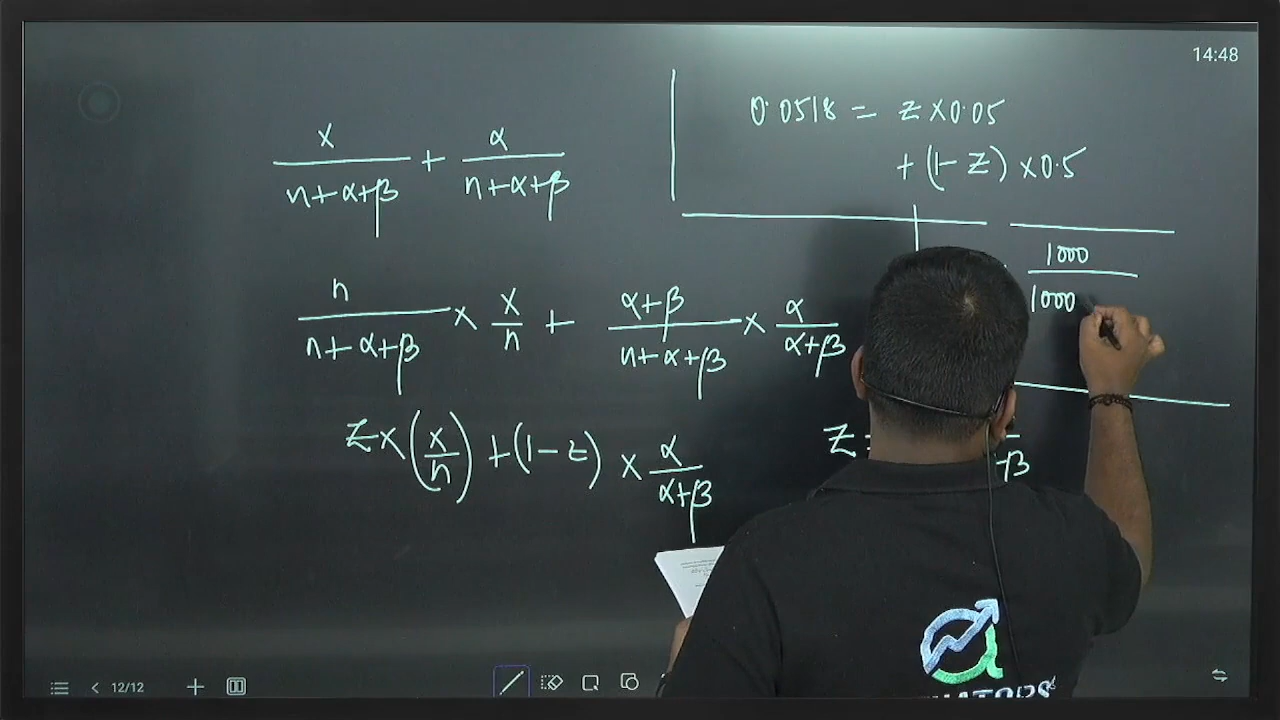 14:48
x/(n+α+β) + α/(n+α+β)
0.0518 = z×0.05
+(1-z)×0.5
1000/1000
n/(n+α+β) × x/n + (α+β)/(n+α+β) × α/(α+β)
z×(x/n)+(1-z) × α/(α+β)
z =
+β
12/12